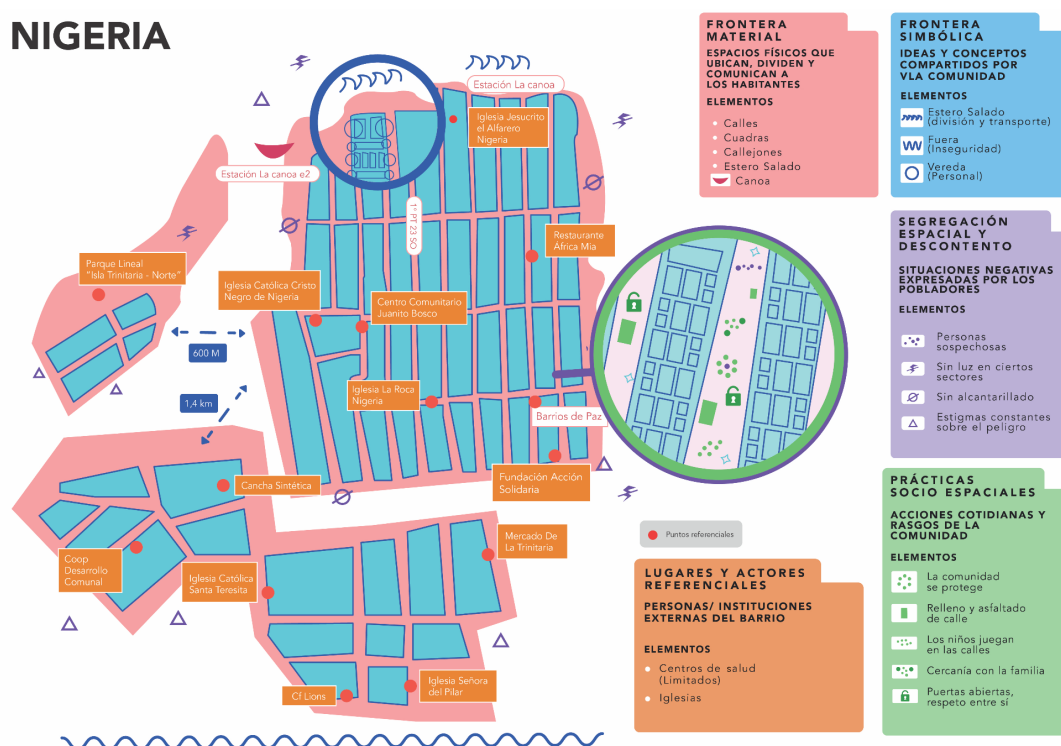 NIGERIA
Estación La canoa
Iglesia Jesucrito
el Alfarero
Nigeria
Estación La canoa e2
1° PT 23 SO
Restaurante
África Mia
Parque Lineal
"Isla Trinitaria - Norte"
Iglesia Católica Cristo
Negro de Nigeria
Centro Comunitario
Juanito Bosco
600 M
1,4 km
Iglesia La Roca
Nigeria
Barrios de Paz
Fundación Acción
Solidaria
Cancha Sintética
Coop
Desarrollo
Comunal
Iglesia Católica
Santa Teresita
Mercado De
La Trinitaria
Cf Lions
Iglesia Señora
del Pilar
Puntos referenciales
FRONTERA
MATERIAL
ESPACIOS FÍSICOS QUE
UBICAN, DIVIDEN Y
COMUNICAN A
LOS HABITANTES
ELEMENTOS
Calles
Cuadras
Callejones
Estero Salado
Canoa
FRONTERA
SIMBÓLICA
IDEAS Y CONCEPTOS
COMPARTIDOS POR
VLA COMUNIDAD
ELEMENTOS
Estero Salado
(división y transporte)
Fuera
(Inseguridad)
Vereda
(Personal)
SEGREGACIÓN
ESPACIAL Y
DESCONTENTO
SITUACIONES NEGATIVAS
EXPRESADAS POR LOS
POBLADORES
ELEMENTOS
Personas
sospechosas
Sin luz en ciertos
sectores
Sin alcantarillado
Estigmas constantes
sobre el peligro
LUGARES Y ACTORES
REFERENCIALES
PERSONAS/ INSTITUCIONES
EXTERNAS DEL BARRIO
ELEMENTOS
Centros de salud
(Limitados)
Iglesias
PRÁCTICAS
SOCIO ESPACIALES
ACCIONES COTIDIANAS Y
RASGOS DE LA
COMUNIDAD
ELEMENTOS
La comunidad
se protege
Relleno y asfaltado
de calle
Los niños juegan
en las calles
Cercanía con la familia
Puertas abiertas,
respeto entre sí